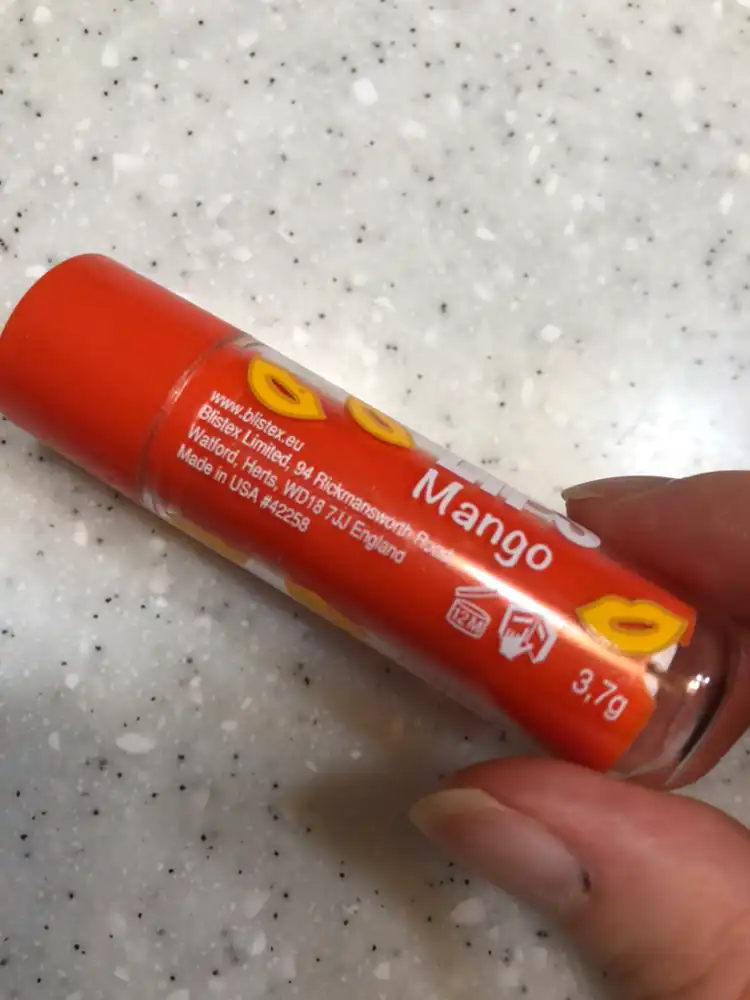 www.blistex.eu
Blistex Limited, 94 Rickmansworth Road
Watford, Herts, WD18 7JJ England
Made in USA #42258
LIPS
Mango
12M
3,7g